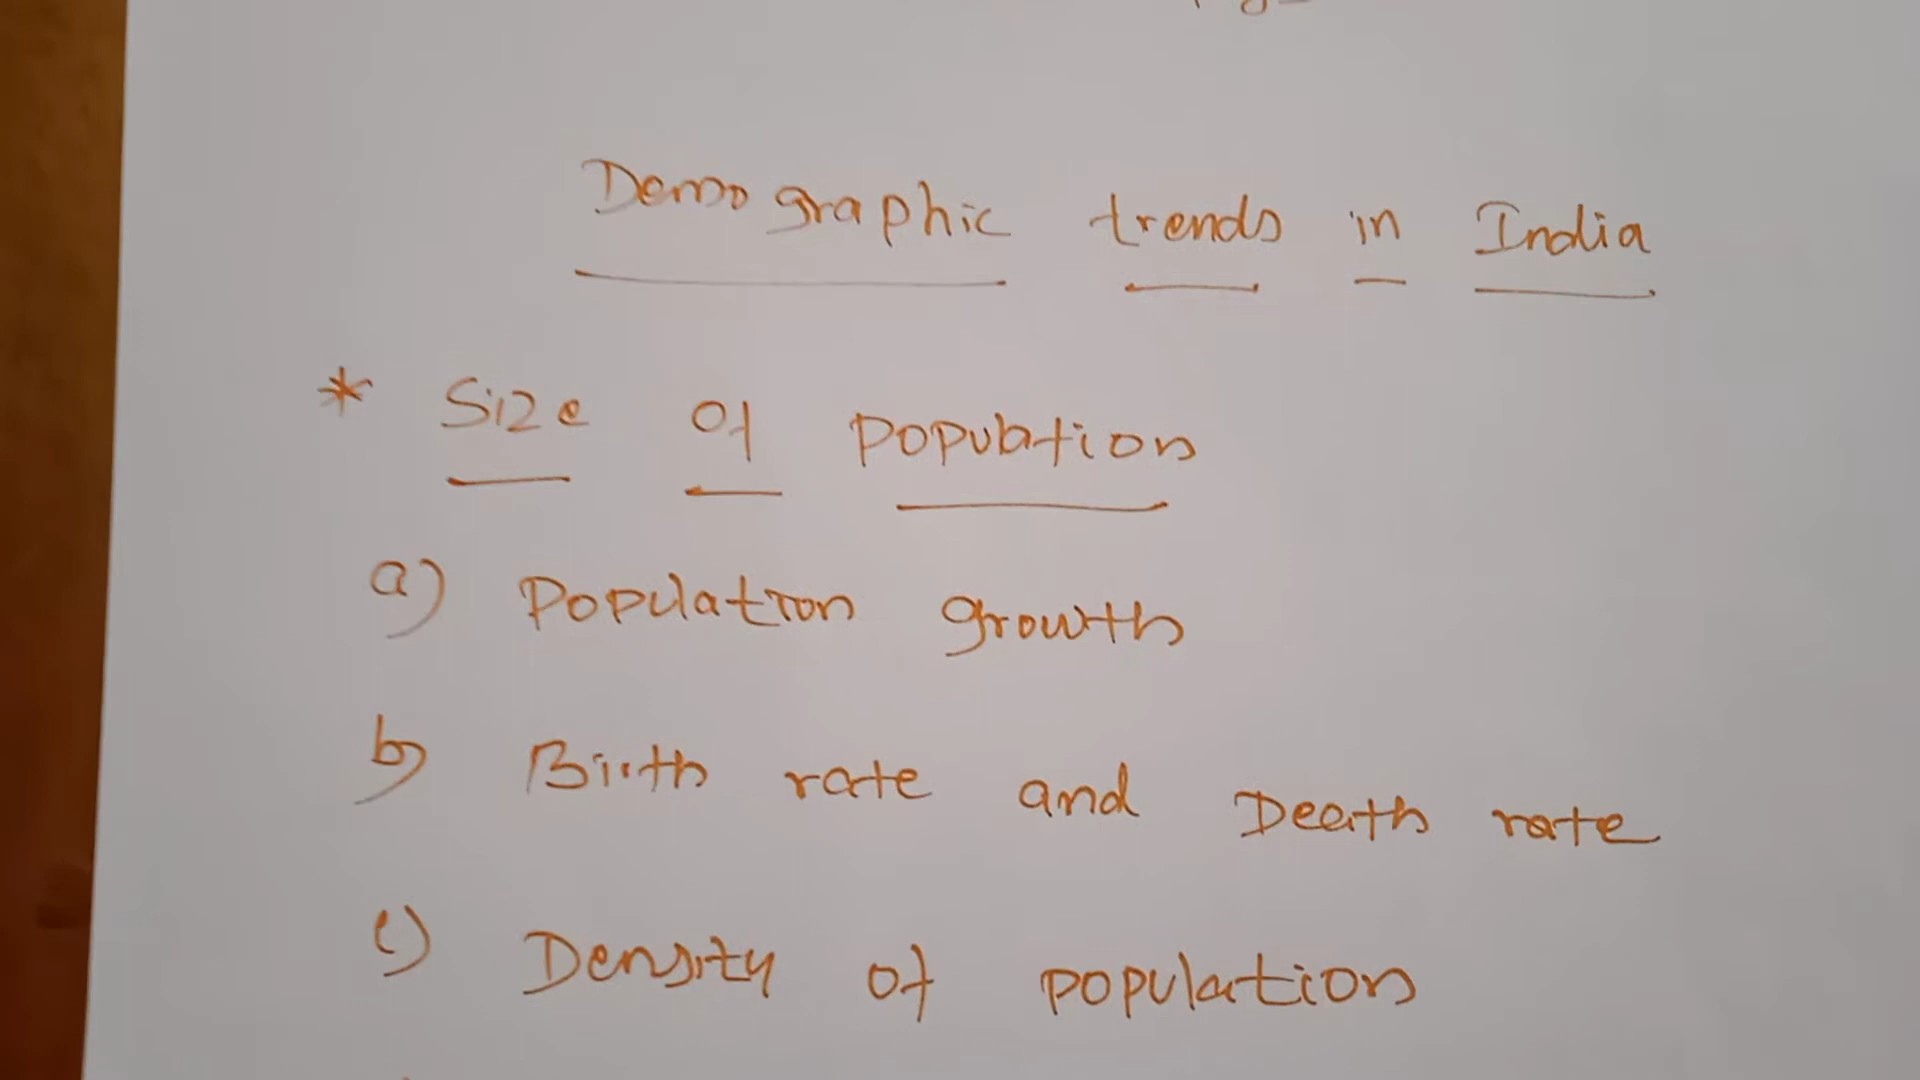 Demographic trends in India
* Size of population
a) Population growth
b) Birth rate and Death rate
c) Density of population